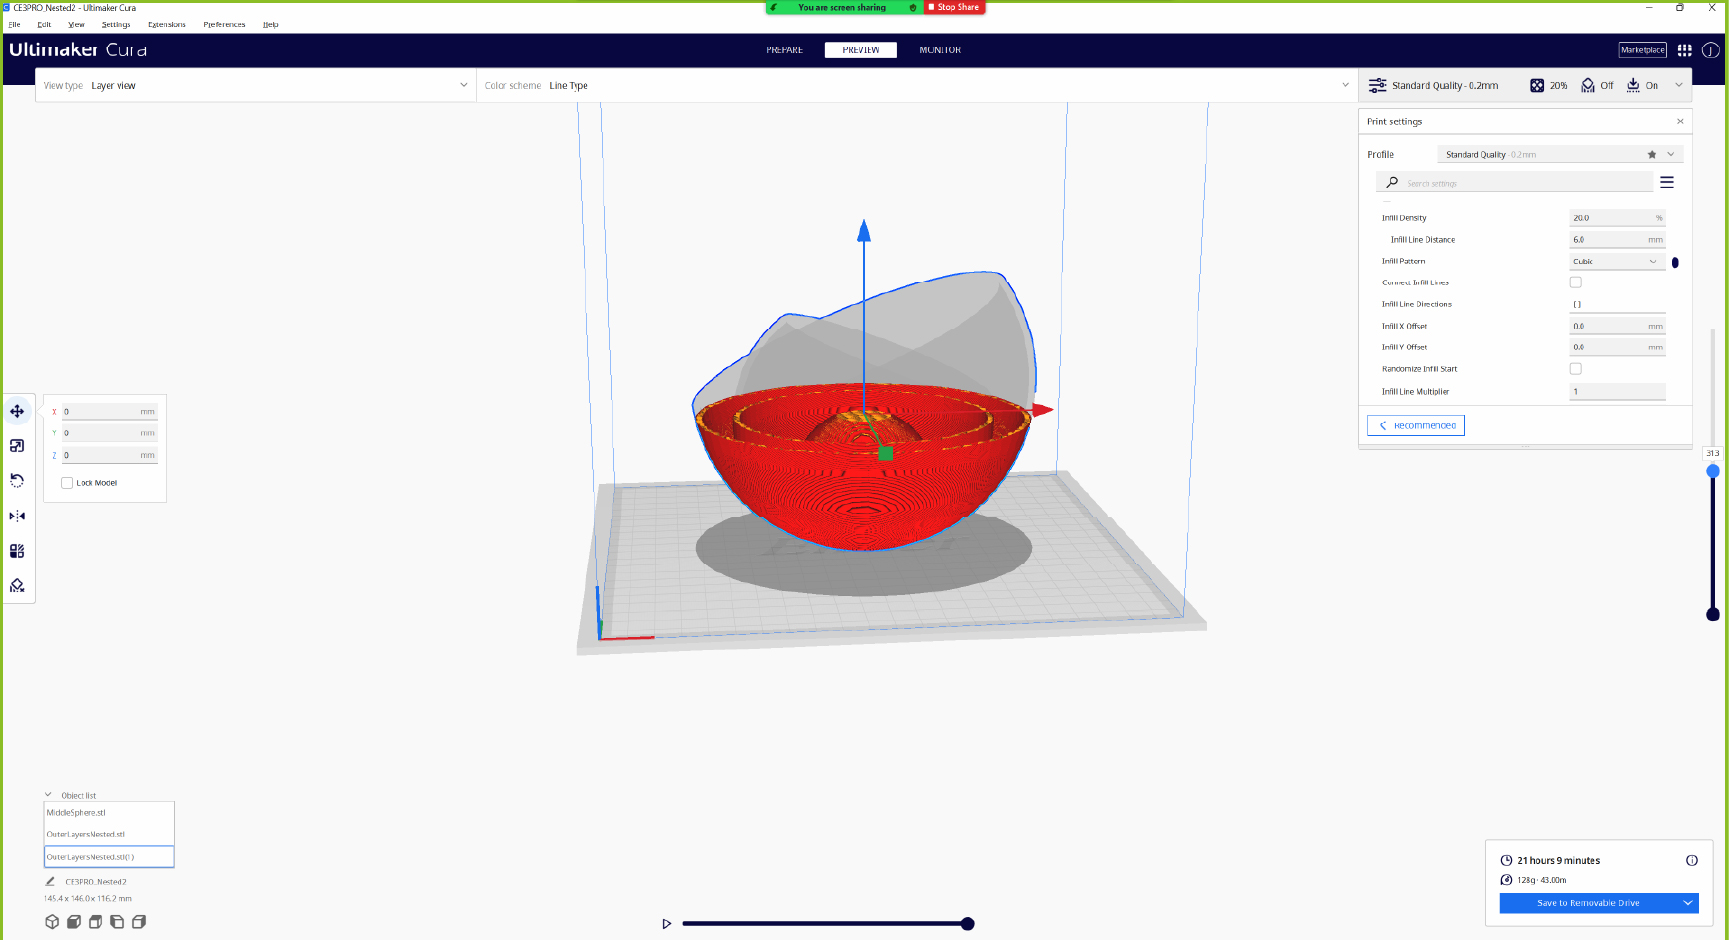 CE3PRO_Nested2 - Ultimaker Cura
You are screen sharing
Stop Share
File Edit View Settings Extensions Preferences Help
Ultimaker Cura
PREPARE PREVIEW MONITOR
Marketplace
J
View type Layer view
Color scheme Line Type
Standard Quality - 0.2mm 20% Off On
Print settings
Profile Standard Quality - 0.2mm
Search settings
Infill Density 20.0 %
Infill Line Distance 6.0 mm
Infill Pattern Cubic
Connect Infill Lines
Infill Line Directions [ ]
Infill X Offset 0.0 mm
Infill Y Offset 0.0 mm
Randomize Infill Start
Infill Line Multiplier 1
Recommended
X 0 mm
Y 0 mm
Z 0 mm
Lock Model
313
Object list
MiddleSphere.stl
OuterLayersNested.stl
OuterLayersNested.stl(1)
CE3PRO_Nested2
145.4 x 146.0 x 116.2 mm
21 hours 9 minutes
128g · 43.00m
Save to Removable Drive